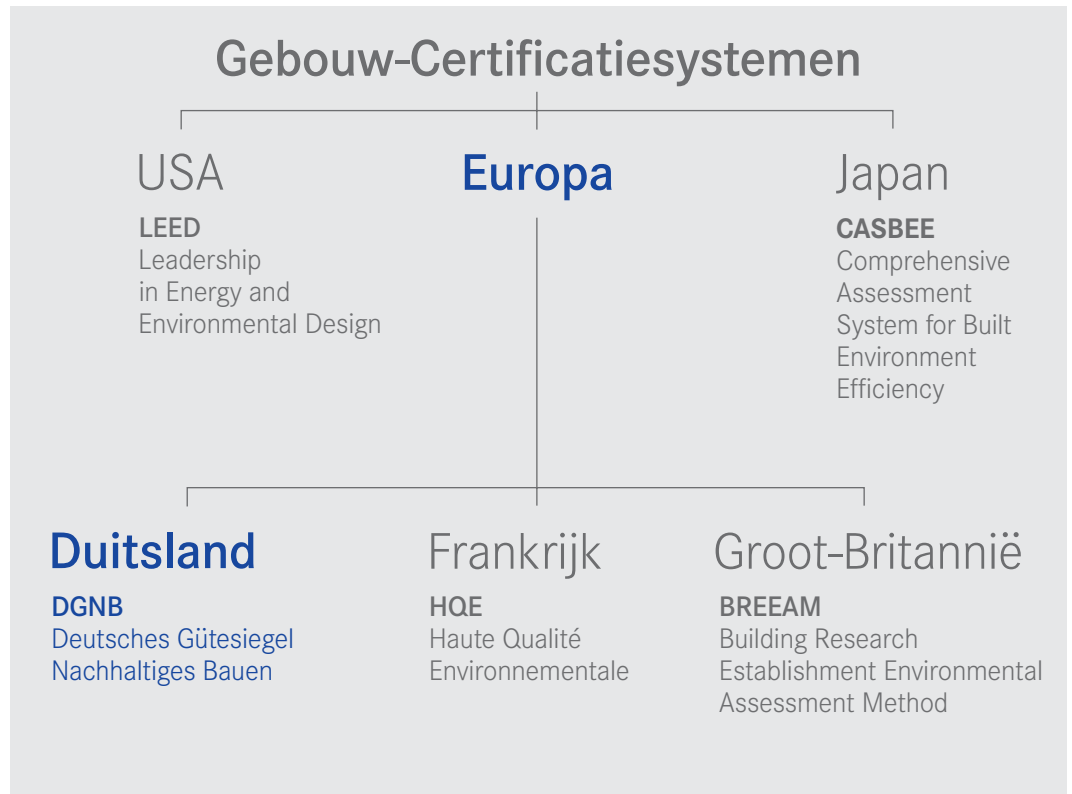 Gebouw-Certificatiesystemen
USA
LEED
Leadership
in Energy and
Environmental Design
Europa
Japan
CASBEE
Comprehensive
Assessment
System for Built
Environment
Efficiency
Duitsland
DGNB
Deutsches Gütesiegel
Nachhaltiges Bauen
Frankrijk
HQE
Haute Qualité
Environnementale
Groot-Britannië
BREEAM
Building Research
Establishment Environmental
Assessment Method